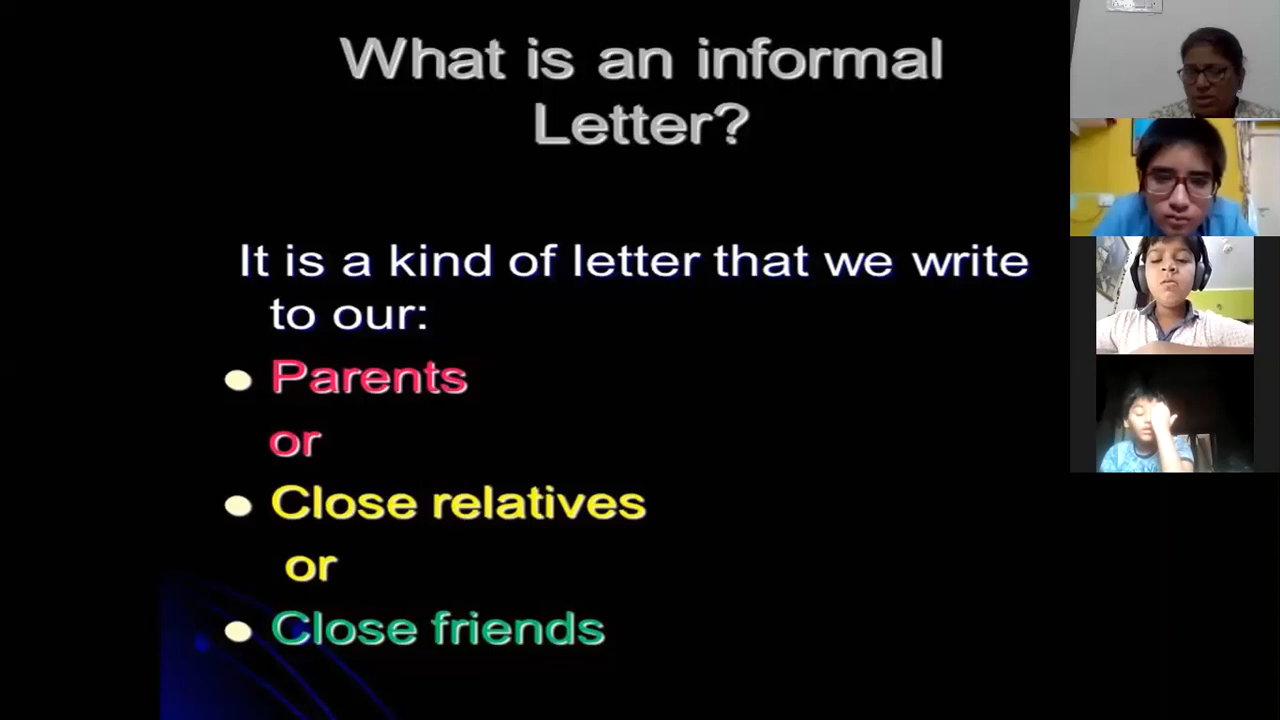 What is an informal
Letter?
It is a kind of letter that we write
to our:
Parents
or
Close relatives
or
Close friends